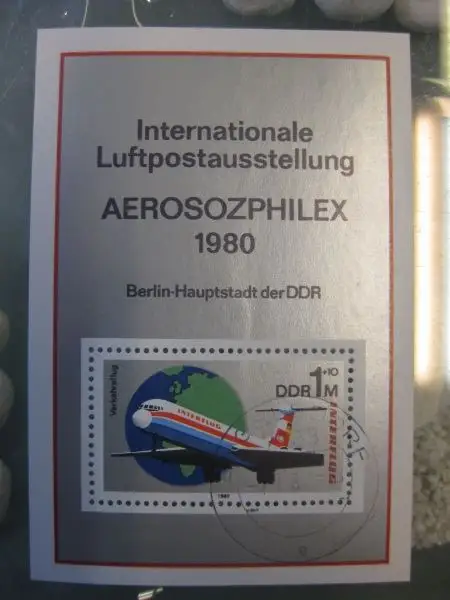 Internationale
Luftpostausstellung
AEROSOZPHILEX
1980
Berlin-Hauptstadt der DDR
Verkehrsflug
DDR 1+10 M
INTERFLUG
INTERFLUG
1980